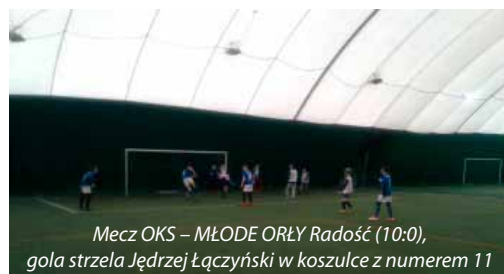 Mecz OKS – MŁODE ORŁY Radość (10:0),
gola strzela Jędrzej Łączyński w koszulce z numerem 11